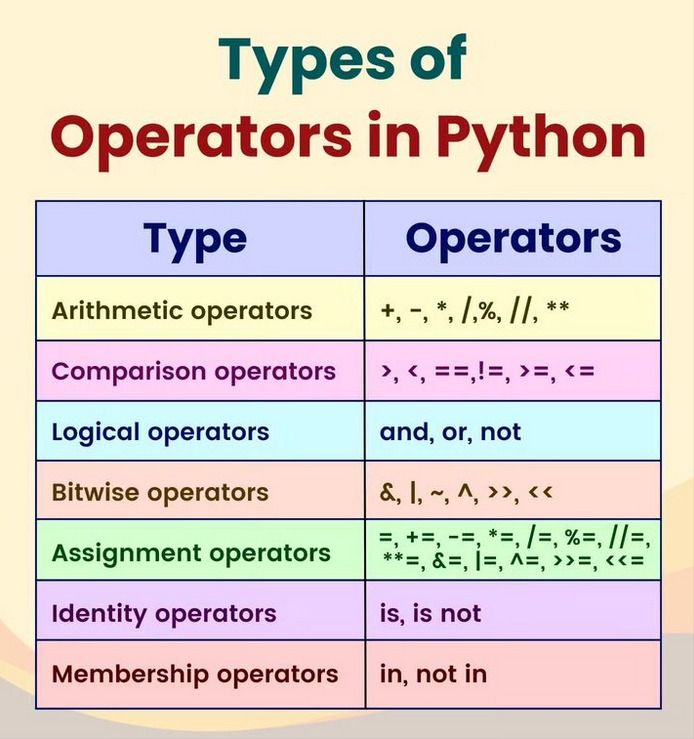 Types of
Operators in Python
Type Operators
Arithmetic operators +, -, *, /,%, //, **
Comparison operators >, <, ==,!=, >=, <=
Logical operators and, or, not
Bitwise operators &, |, ~, ^, >>, <<
Assignment operators =, +=, -=, *=, /=, %=, //=,
**=, &=, |=, ^=, >>=, <<=
Identity operators is, is not
Membership operators in, not in